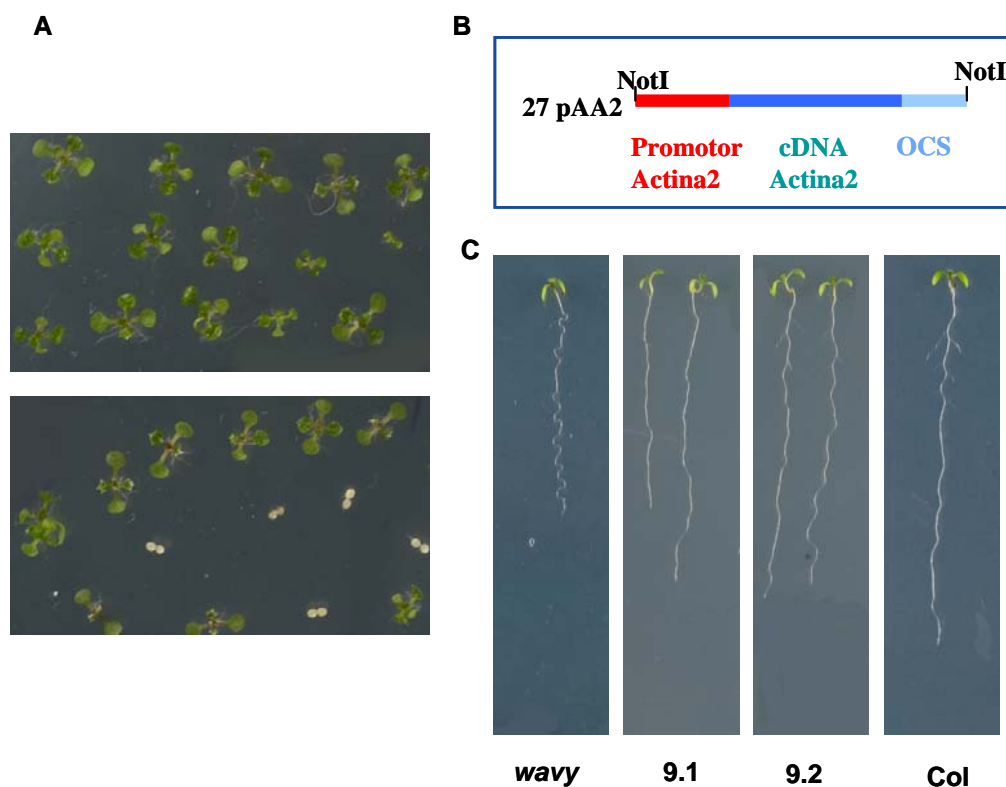 A
B
NotI
NotI
27 pAA2
Promotor
Actina2
cDNA
Actina2
OCS
C
wavy
9.1
9.2
Col